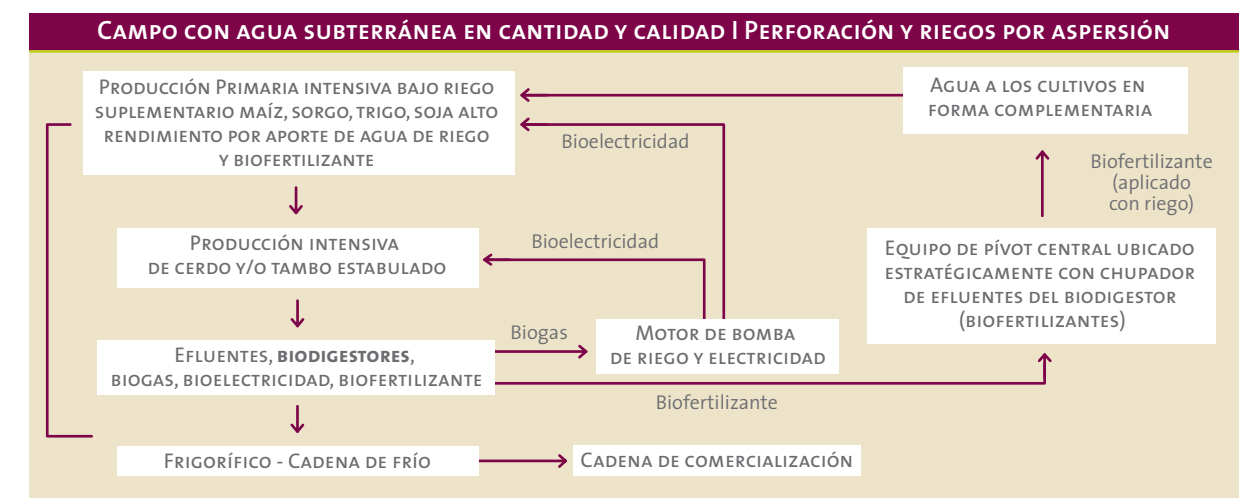 Campo con agua subterránea en cantidad y calidad | Perforación y riegos por aspersión
Producción Primaria intensiva bajo riego
suplementario maíz, sorgo, trigo, soja alto
rendimiento por aporte de agua de riego
y biofertilizante
Agua a los cultivos en
forma complementaria
Bioelectricidad
Biofertilizante
(aplicado
con riego)
Producción intensiva
de cerdo y/o tambo estabulado
Bioelectricidad
Equipo de pívot central ubicado
estratégicamente con chupador
de efluentes del biodigestor
(biofertilizantes)
Efluentes, biodigestores,
biogas, bioelectricidad, biofertilizante
Biogas
Motor de bomba
de riego y electricidad
Biofertilizante
Frigorífico - Cadena de frío
Cadena de comercialización